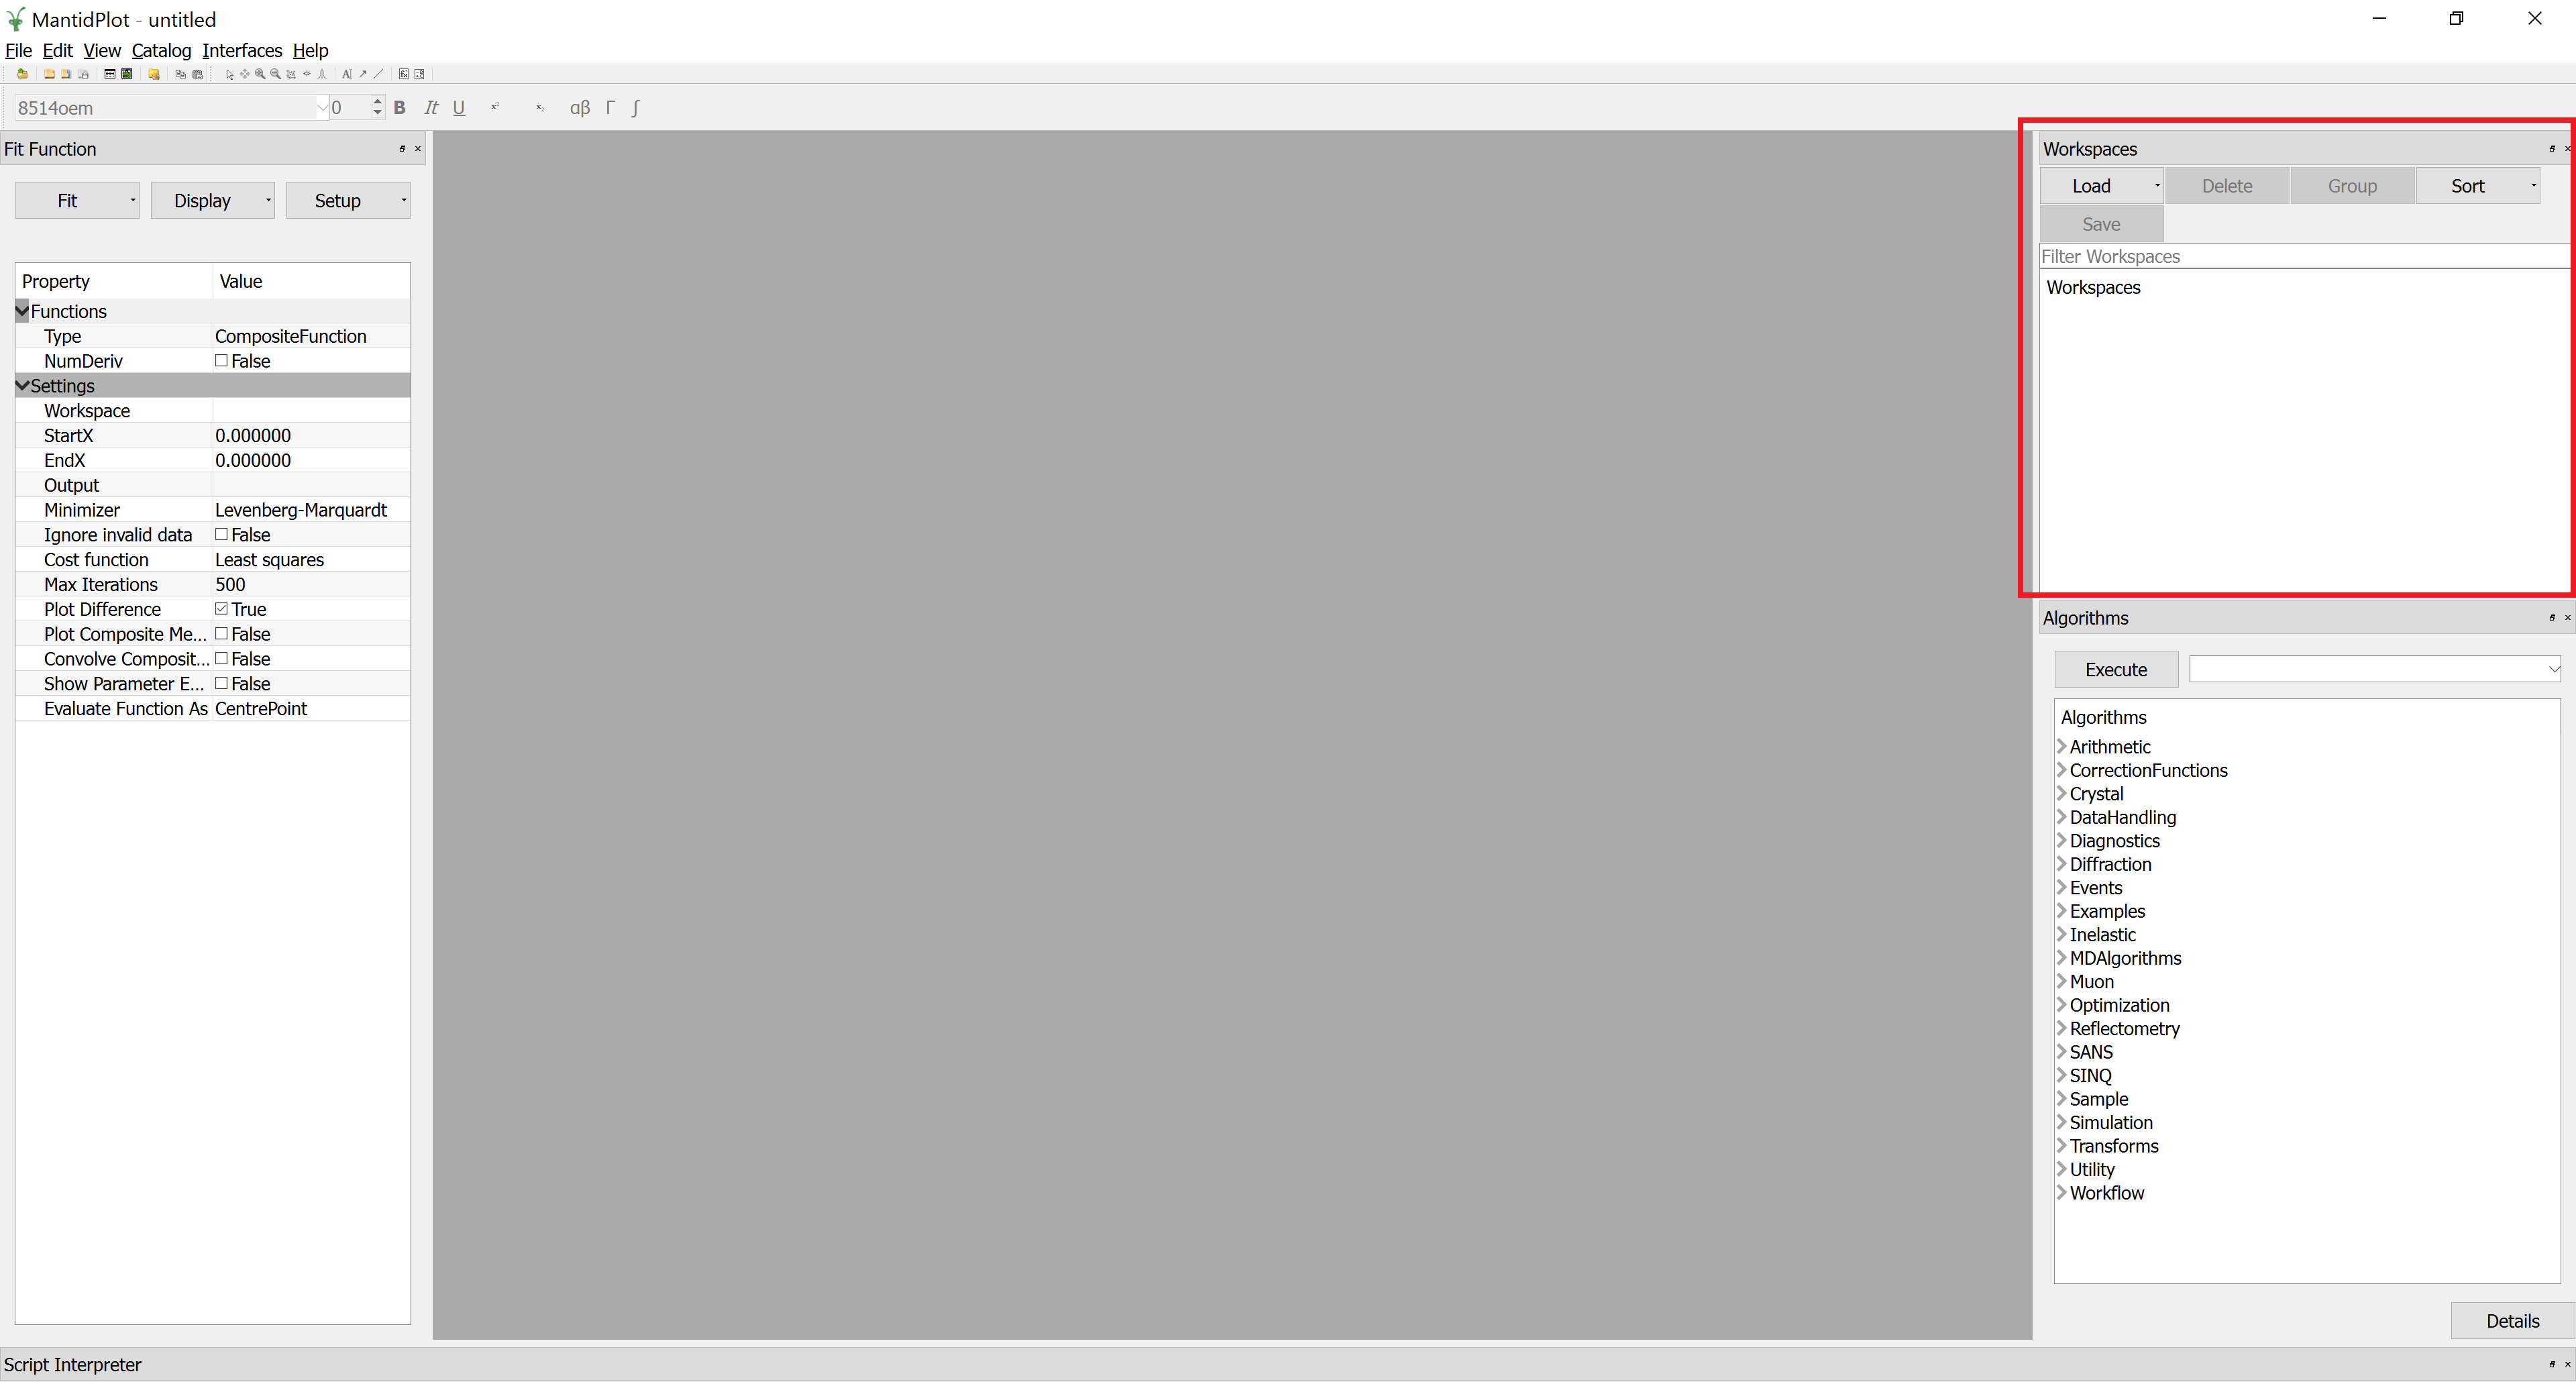 MantidPlot - untitled
File Edit View Catalog Interfaces Help
8514oem 0 B It U x² x₂ αβ Γ ∫
Fit Function
Fit Display Setup
Property Value
Functions
Type CompositeFunction
NumDeriv False
Settings
Workspace
StartX 0.000000
EndX 0.000000
Output
Minimizer Levenberg-Marquardt
Ignore invalid data False
Cost function Least squares
Max Iterations 500
Plot Difference True
Plot Composite Me... False
Convolve Composit... False
Show Parameter E... False
Evaluate Function As CentrePoint
Workspaces
Load Delete Group Sort
Save
Filter Workspaces
Workspaces
Algorithms
Execute
Algorithms
Arithmetic
CorrectionFunctions
Crystal
DataHandling
Diagnostics
Diffraction
Events
Examples
Inelastic
MDAlgorithms
Muon
Optimization
Reflectometry
SANS
SINQ
Sample
Simulation
Transforms
Utility
Workflow
Details
Script Interpreter